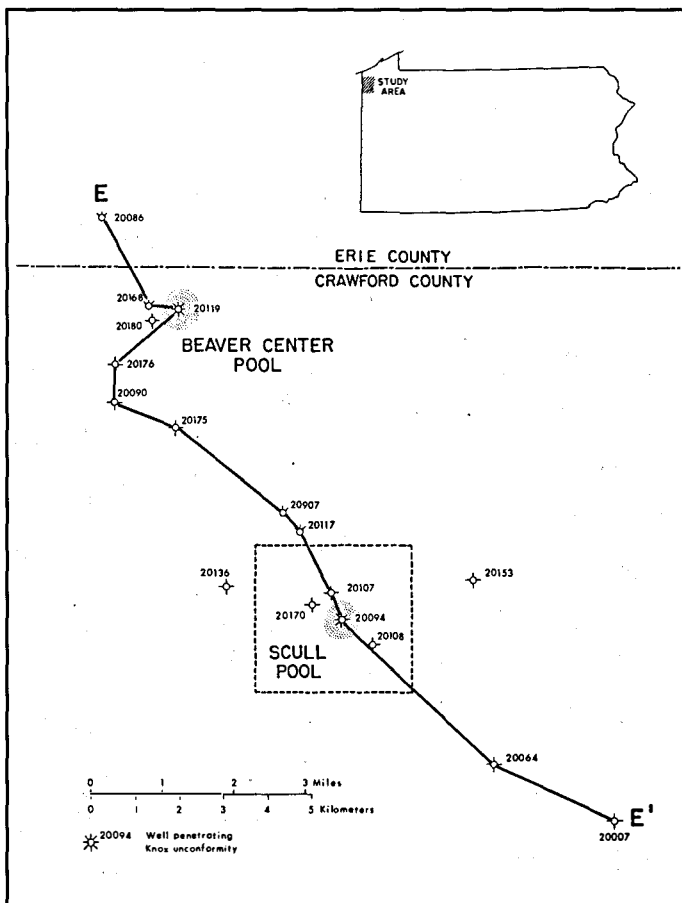 STUDY
AREA
E
20086
ERIE COUNTY
CRAWFORD COUNTY
20168
20119
20180
BEAVER CENTER
POOL
20176
20090
20175
20907
20117
20136
20153
20107
20170
20094
20108
SCULL
POOL
20064
0 1 2 3 Miles
0 1 2 3 4 5 Kilometers
E'
20007
20094 Well penetrating
Knox unconformity